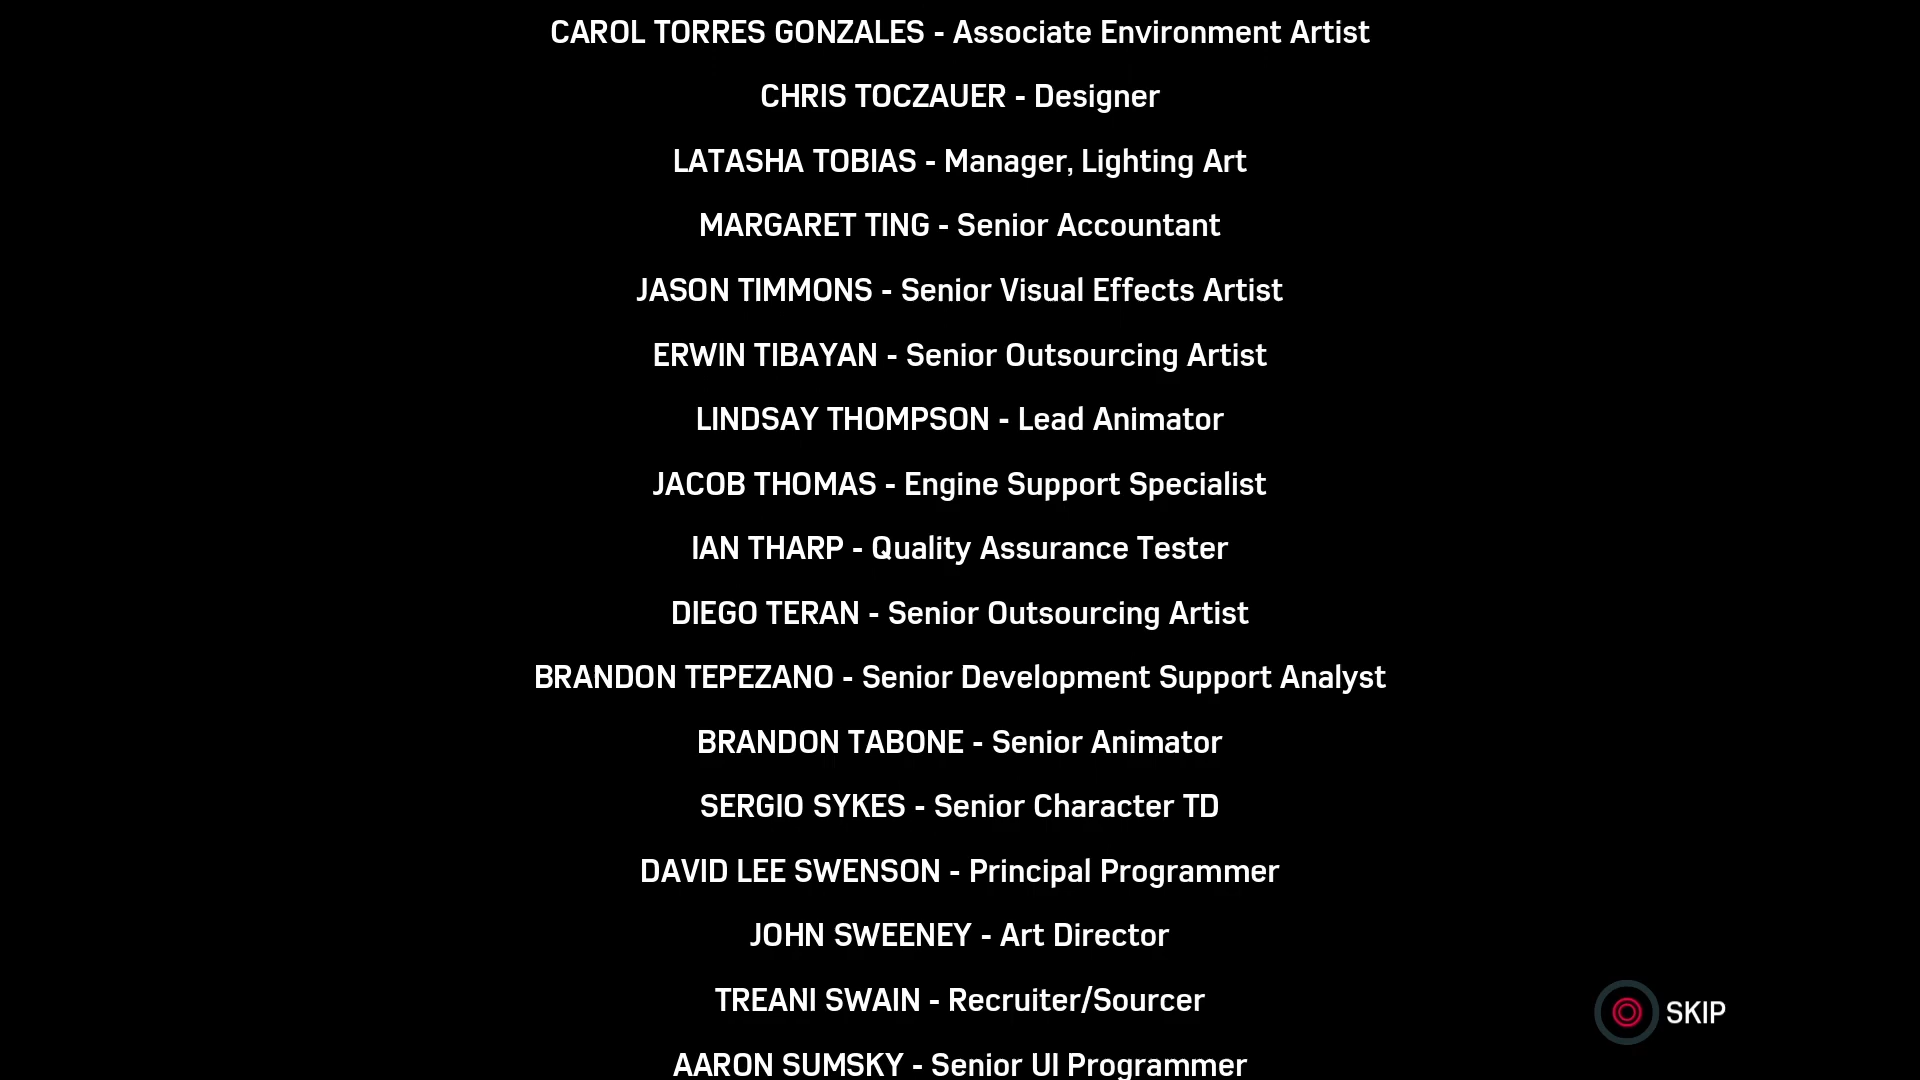 CAROL TORRES GONZALES - Associate Environment Artist
CHRIS TOCZAUER - Designer
LATASHA TOBIAS - Manager, Lighting Art
MARGARET TING - Senior Accountant
JASON TIMMONS - Senior Visual Effects Artist
ERWIN TIBAYAN - Senior Outsourcing Artist
LINDSAY THOMPSON - Lead Animator
JACOB THOMAS - Engine Support Specialist
IAN THARP - Quality Assurance Tester
DIEGO TERAN - Senior Outsourcing Artist
BRANDON TEPEZANO - Senior Development Support Analyst
BRANDON TABONE - Senior Animator
SERGIO SYKES - Senior Character TD
DAVID LEE SWENSON - Principal Programmer
JOHN SWEENEY - Art Director
TREANI SWAIN - Recruiter/Sourcer
SKIP
AARON SUMSKY - Senior UI Programmer